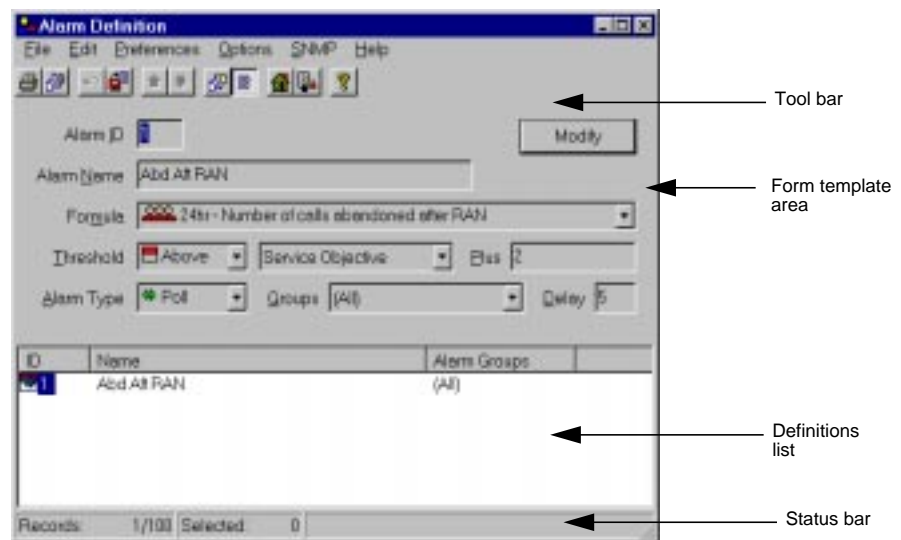 Alarm Definition
File Edit Preferences Options SNMP Help
Tool bar
Alarm ID 1 Modify
Alarm Name Abd Aft RAN
Form template
area
Formula 24hr - Number of calls abandoned after RAN
Threshold Above Service Objective Plus 2
Alarm Type Poll Groups (All) Delay 5
ID Name Alarm Groups
1 Abd Aft RAN (All)
Definitions
list
Records: 1/100 Selected: 0
Status bar